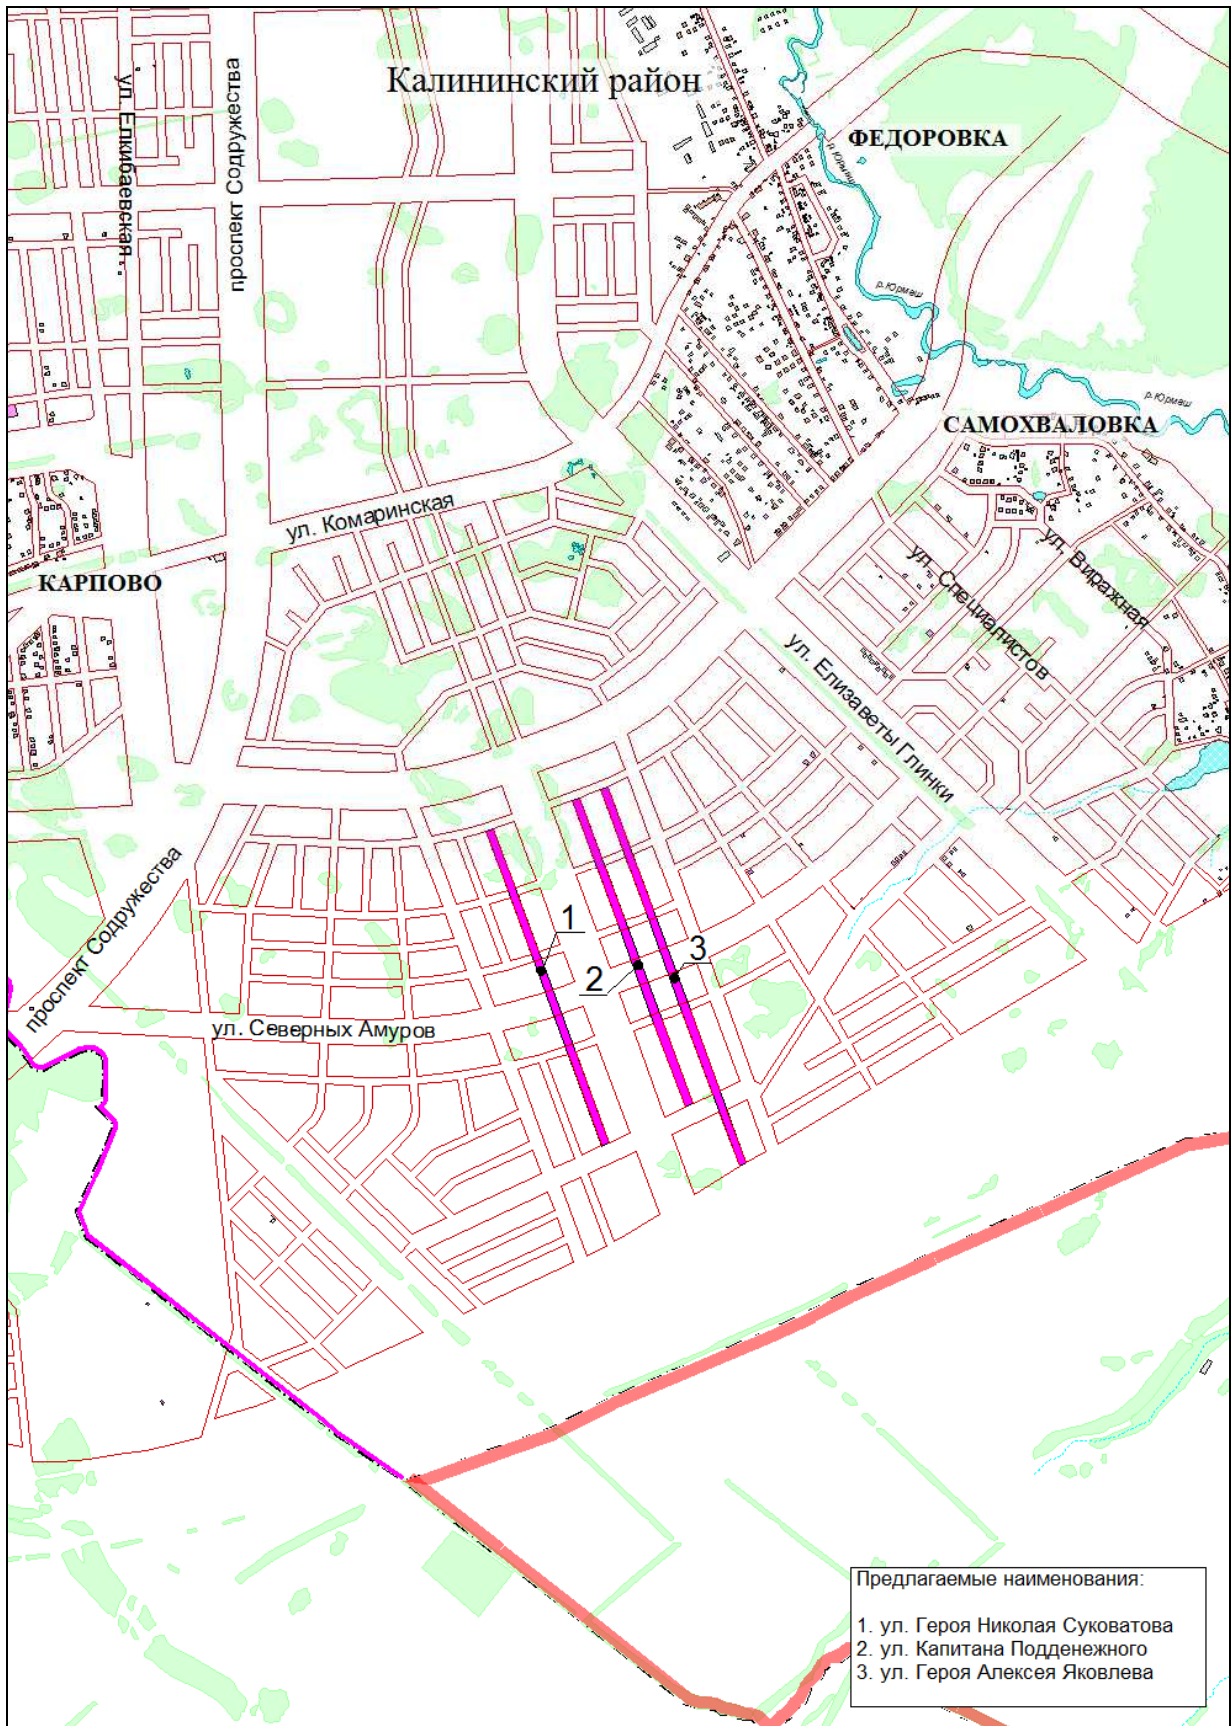 Калининский район
ул. Елкибаевская
проспект Содружества
ФЕДОРОВКА
р. Юрмаш
р. Юрмаш
р. Юрмаш
САМОХВАЛОВКА
ул. Комаринская
КАРПОВО
ул. Специалистов
ул. Виражная
ул. Елизаветы Глинки
проспект Содружества
1
2
3
ул. Северных Амуров
Предлагаемые наименования:
1. ул. Героя Николая Суковатова
2. ул. Капитана Подденежного
3. ул. Героя Алексея Яковлева